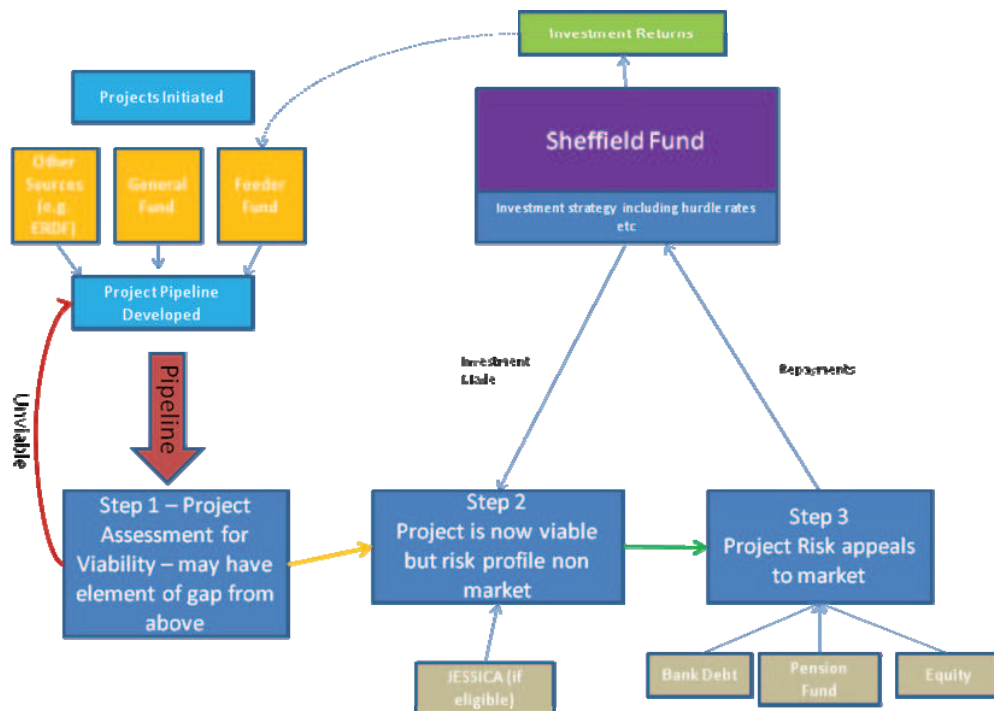 Investment Returns
Projects Initiated
Sheffield Fund
Investment strategy including hurdle rates
etc
Other
Sources
(e.g.
ERDF)
General
Fund
Feeder
Fund
Project Pipeline
Developed
Investment
Made
Repayments
Pipeline
Unviable
Step 1 – Project
Assessment for
Viability – may have
element of gap from
above
Step 2
Project is now viable
but risk profile non
market
Step 3
Project Risk appeals
to market
JESSICA (if
eligible)
Bank Debt
Pension
Fund
Equity